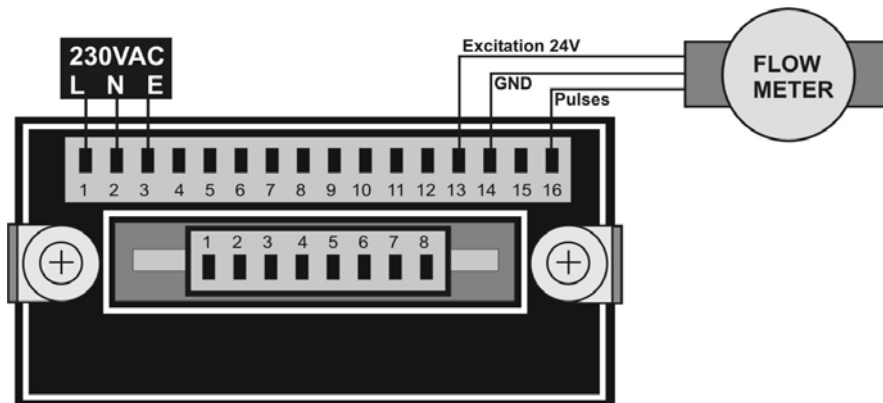 230VAC
L N E
Excitation 24V
GND
Pulses
FLOW
METER
1 2 3 4 5 6 7 8 9 10 11 12 13 14 15 16
1 2 3 4 5 6 7 8